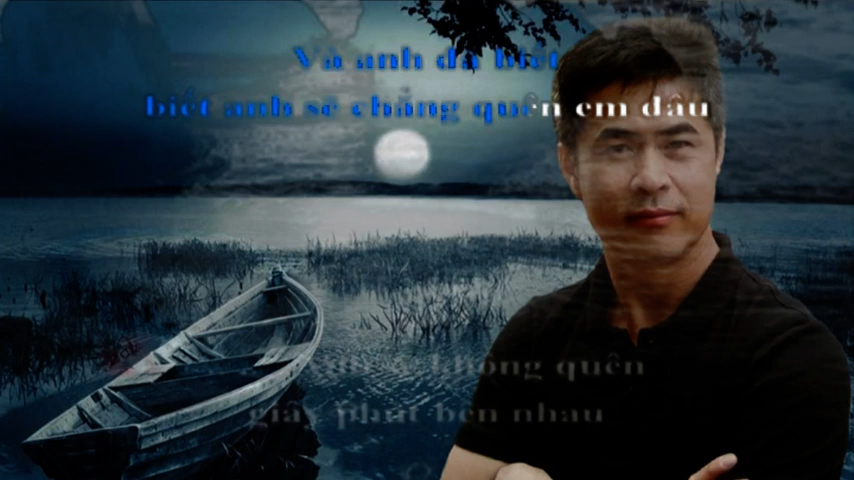 Và anh đã biết
biết anh sẽ chẳng quên em đâu
không quên
giây phút bên nhau